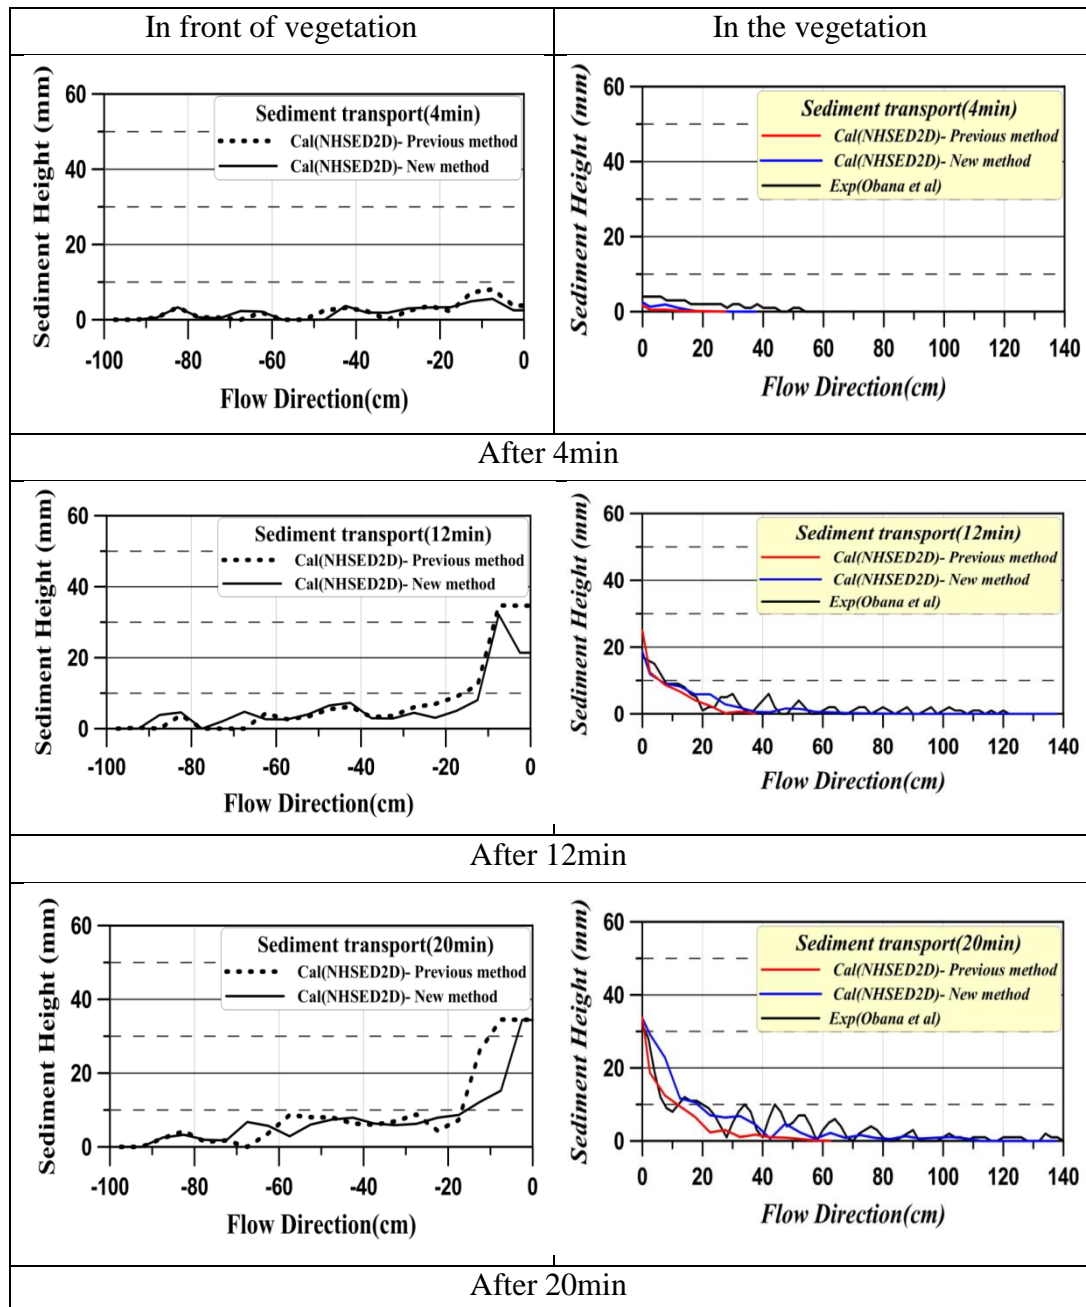 In front of vegetation
In the vegetation
Sediment Height (mm)
60
40
20
0
Sediment transport(4min)
Cal(NHSED2D)- Previous method
Cal(NHSED2D)- New method
-100 -80 -60 -40 -20 0
Flow Direction(cm)
Sediment Height (mm)
60
40
20
0
Sediment transport(4min)
Cal(NHSED2D)- Previous method
Cal(NHSED2D)- New method
Exp(Obana et al)
0 20 40 60 80 100 120 140
Flow Direction(cm)
After 4min
Sediment Height (mm)
60
40
20
0
Sediment transport(12min)
Cal(NHSED2D)- Previous method
Cal(NHSED2D)- New method
-100 -80 -60 -40 -20 0
Flow Direction(cm)
Sediment Height (mm)
60
40
20
0
Sediment transport(12min)
Cal(NHSED2D)- Previous method
Cal(NHSED2D)- New method
Exp(Obana et al)
0 20 40 60 80 100 120 140
Flow Direction(cm)
After 12min
Sediment Height (mm)
60
40
20
0
Sediment transport(20min)
Cal(NHSED2D)- Previous method
Cal(NHSED2D)- New method
-100 -80 -60 -40 -20 0
Flow Direction(cm)
Sediment Height (mm)
60
40
20
0
Sediment transport(20min)
Cal(NHSED2D)- Previous method
Cal(NHSED2D)- New method
Exp(Obana et al)
0 20 40 60 80 100 120 140
Flow Direction(cm)
After 20min